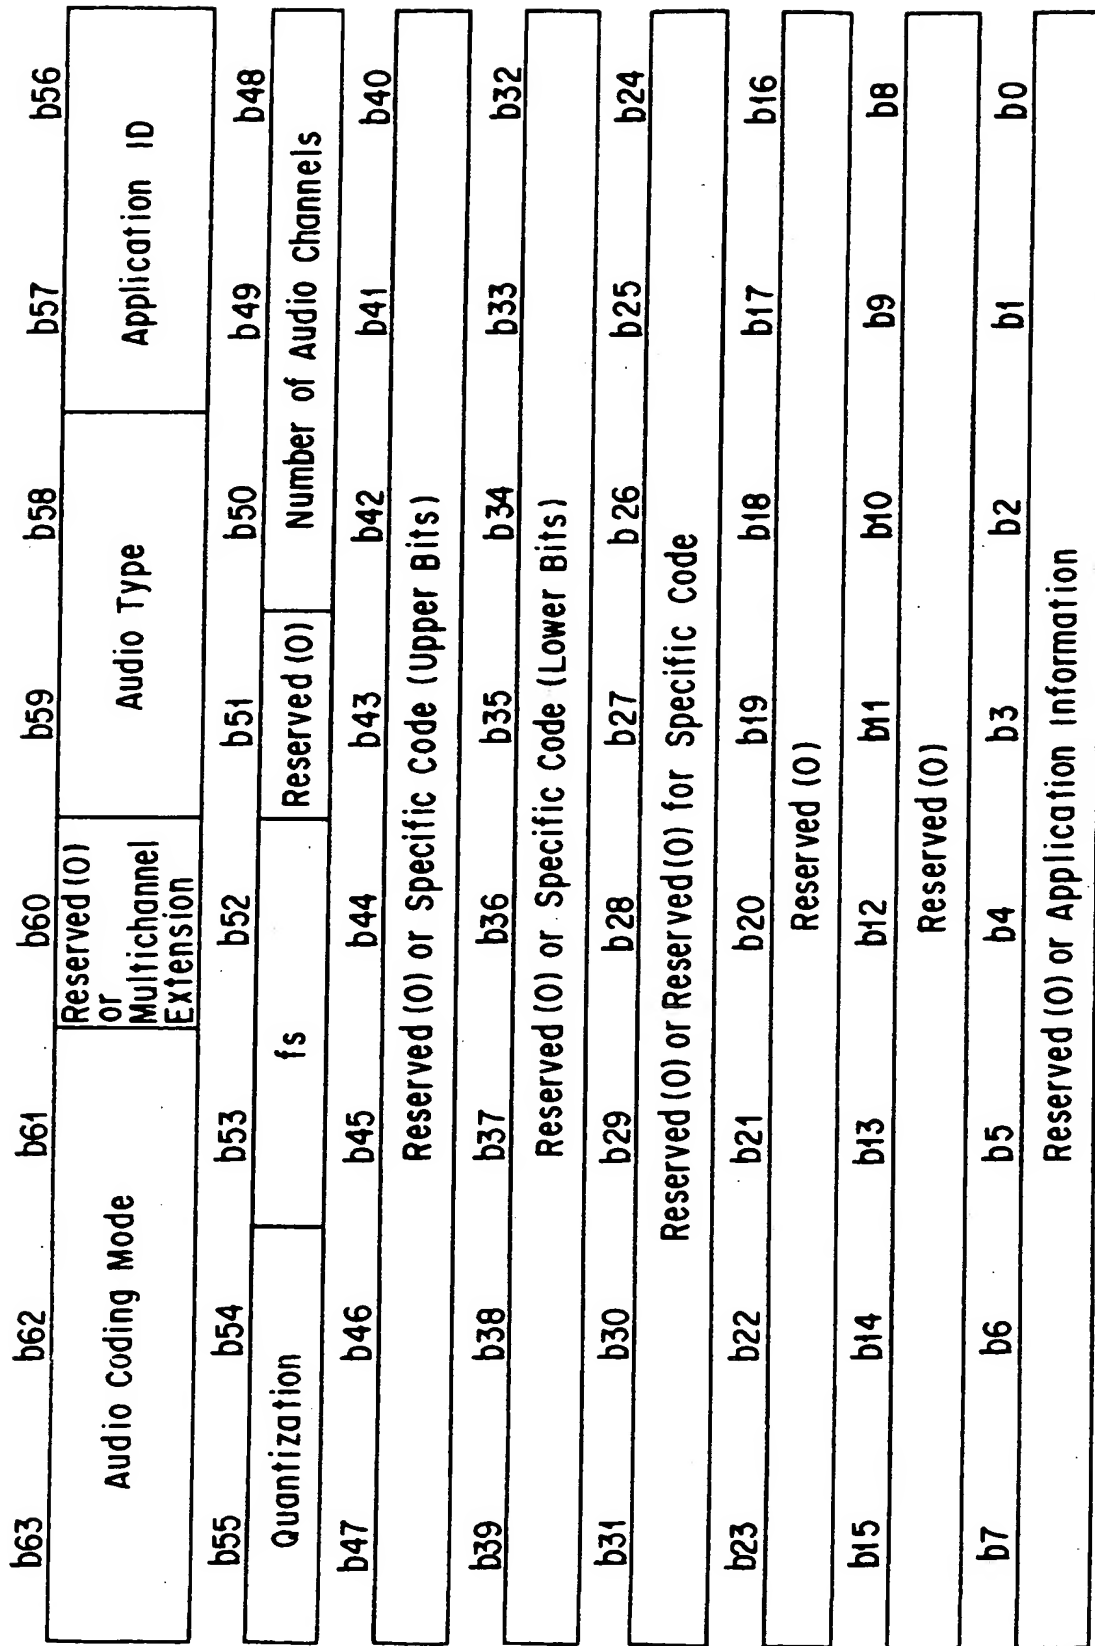 b63 b62 b61 b60 b59 b58 b57 b56
Audio Coding Mode
Reserved (0)
or
Multichannel
Extension
Audio Type
Application ID
b55 b54 b53 b52 b51 b50 b49 b48
Quantization
fs
Reserved (0)
Number of Audio Channels
b47 b46 b45 b44 b43 b42 b41 b40
Reserved (0) or Specific Code (Upper Bits)
b39 b38 b37 b36 b35 b34 b33 b32
Reserved (0) or Specific Code (Lower Bits)
b31 b30 b29 b28 b27 b26 b25 b24
Reserved (0) or Reserved (0) for Specific Code
b23 b22 b21 b20 b19 b18 b17 b16
Reserved (0)
b15 b14 b13 b12 b11 b10 b9 b8
Reserved (0)
b7 b6 b5 b4 b3 b2 b1 b0
Reserved (0) or Application Information